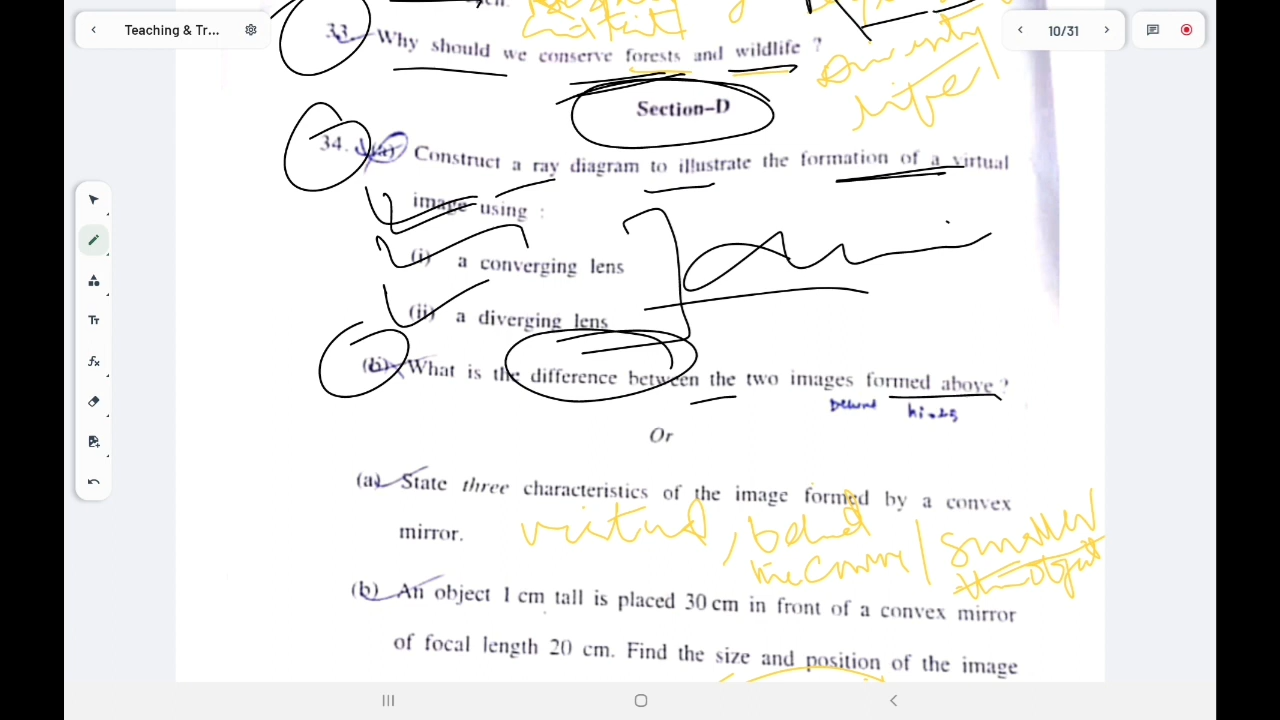 Teaching & Tr...
10/31
33. Why should we conserve forests and wildlife ?
life
Section–D
34. (a) Construct a ray diagram to illustrate the formation of a virtual
image using :
(i) a converging lens
(ii) a diverging lens
(b) What is the difference between the two images formed above ?
Or
(a) State three characteristics of the image formed by a convex
mirror.
virtual, behind
smaller
the object
(b) An object 1 cm tall is placed 30 cm in front of a convex mirror
of focal length 20 cm. Find the size and position of the image